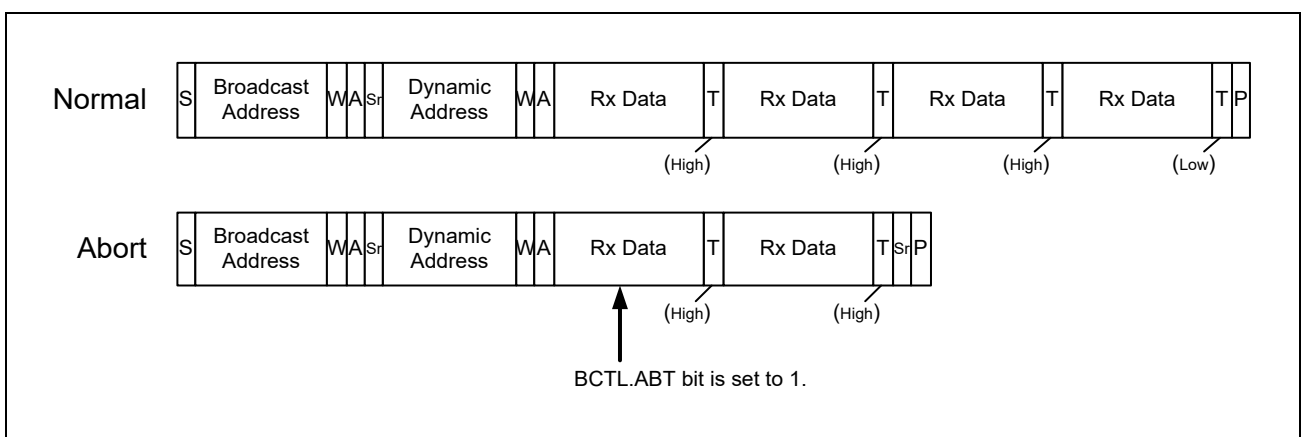 Normal S Broadcast Address W A Sr Dynamic Address W A Rx Data T Rx Data T Rx Data T Rx Data T P
(High) (High) (High) (Low)
Abort S Broadcast Address W A Sr Dynamic Address W A Rx Data T Rx Data T Sr P
(High) (High)
BCTL.ABT bit is set to 1.